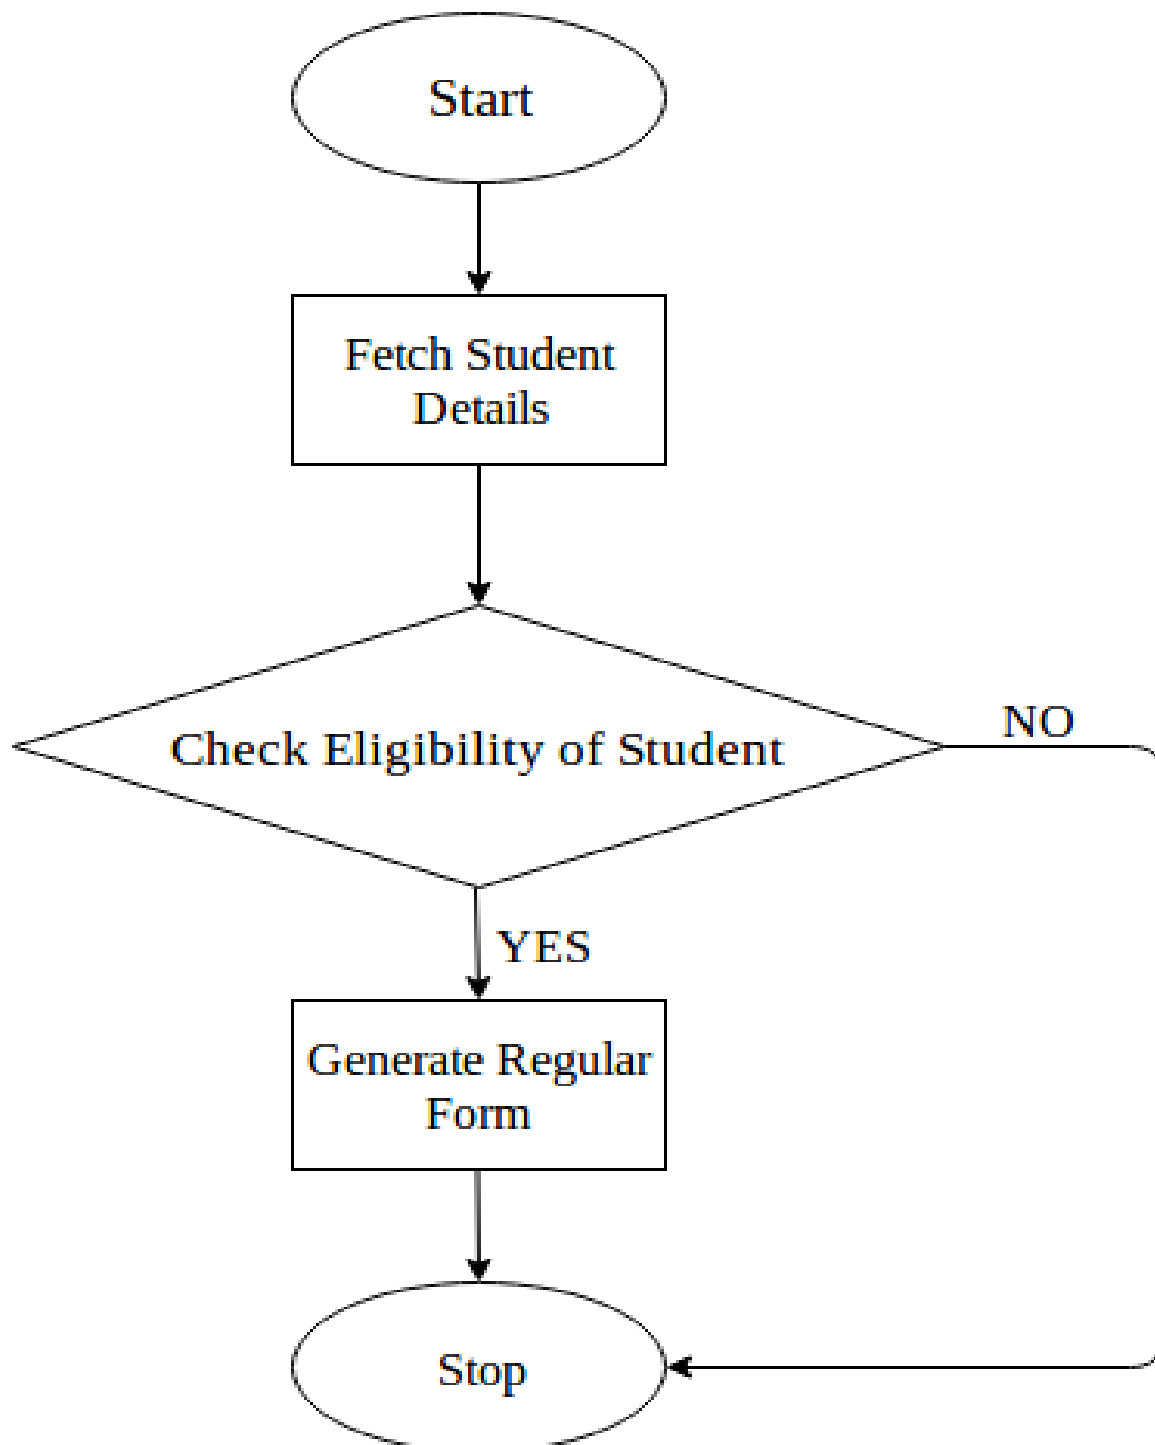 Start
Fetch Student
Details
Check Eligibility of Student
NO
YES
Generate Regular
Form
Stop